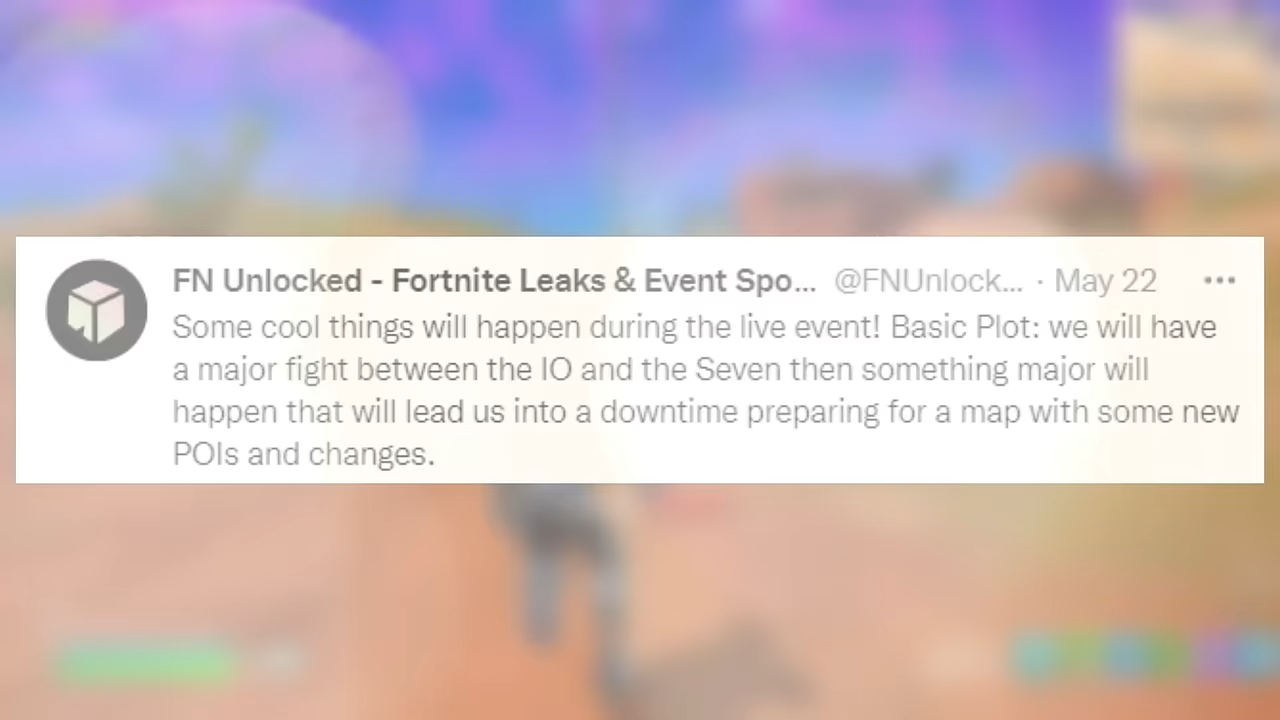 FN Unlocked - Fortnite Leaks & Event Spo... @FNUnlock... · May 22 ...
Some cool things will happen during the live event! Basic Plot: we will have
a major fight between the IO and the Seven then something major will
happen that will lead us into a downtime preparing for a map with some new
POIs and changes.